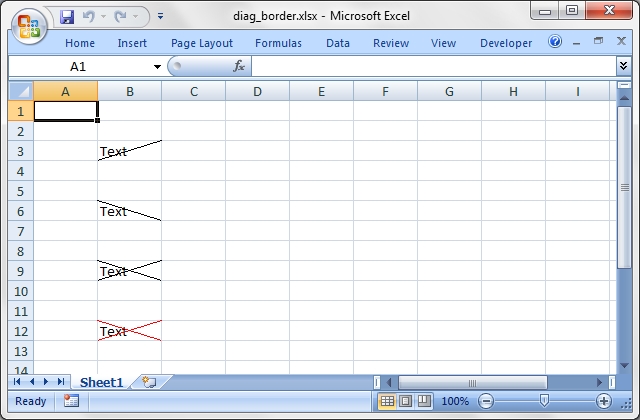 diag_border.xlsx - Microsoft Excel
Home Insert Page Layout Formulas Data Review View Developer
A1 fx
A B C D E F G H I
1
2
3 Text
4
5
6 Text
7
8
9 Text
10
11
12 Text
13
14
Sheet1
Ready 100%